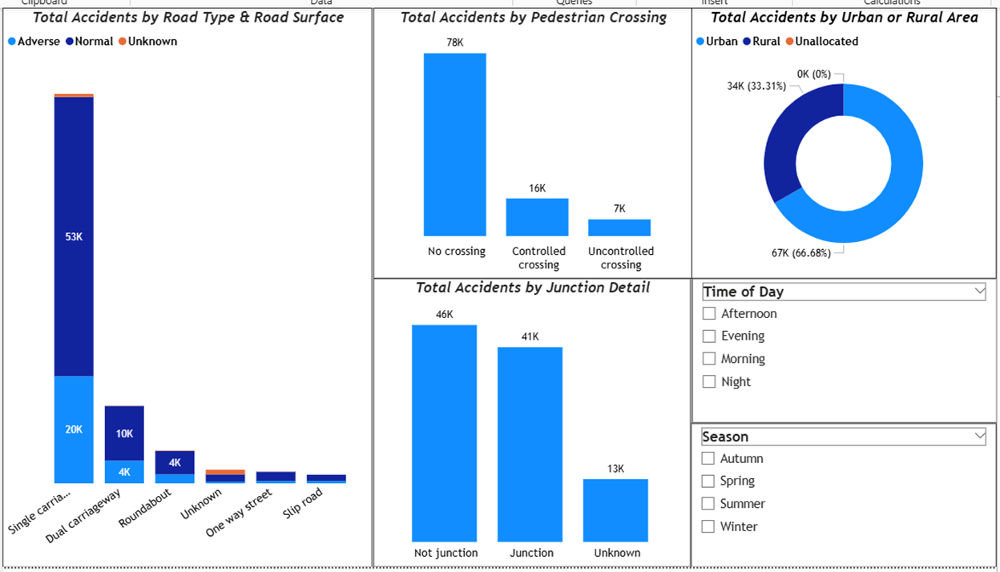 Clipboard
Data
Queries
Insert
Calculations
Total Accidents by Road Type & Road Surface
Adverse Normal Unknown
53K
20K
10K
4K
4K
Single carria...
Dual carriageway
Roundabout
Unknown
One way street
Slip road
Total Accidents by Pedestrian Crossing
78K
16K
7K
No crossing
Controlled
crossing
Uncontrolled
crossing
Total Accidents by Junction Detail
46K
41K
13K
Not junction
Junction
Unknown
Total Accidents by Urban or Rural Area
Urban Rural Unallocated
0K (0%)
34K (33.31%)
67K (66.68%)
Time of Day
Afternoon
Evening
Morning
Night
Season
Autumn
Spring
Summer
Winter